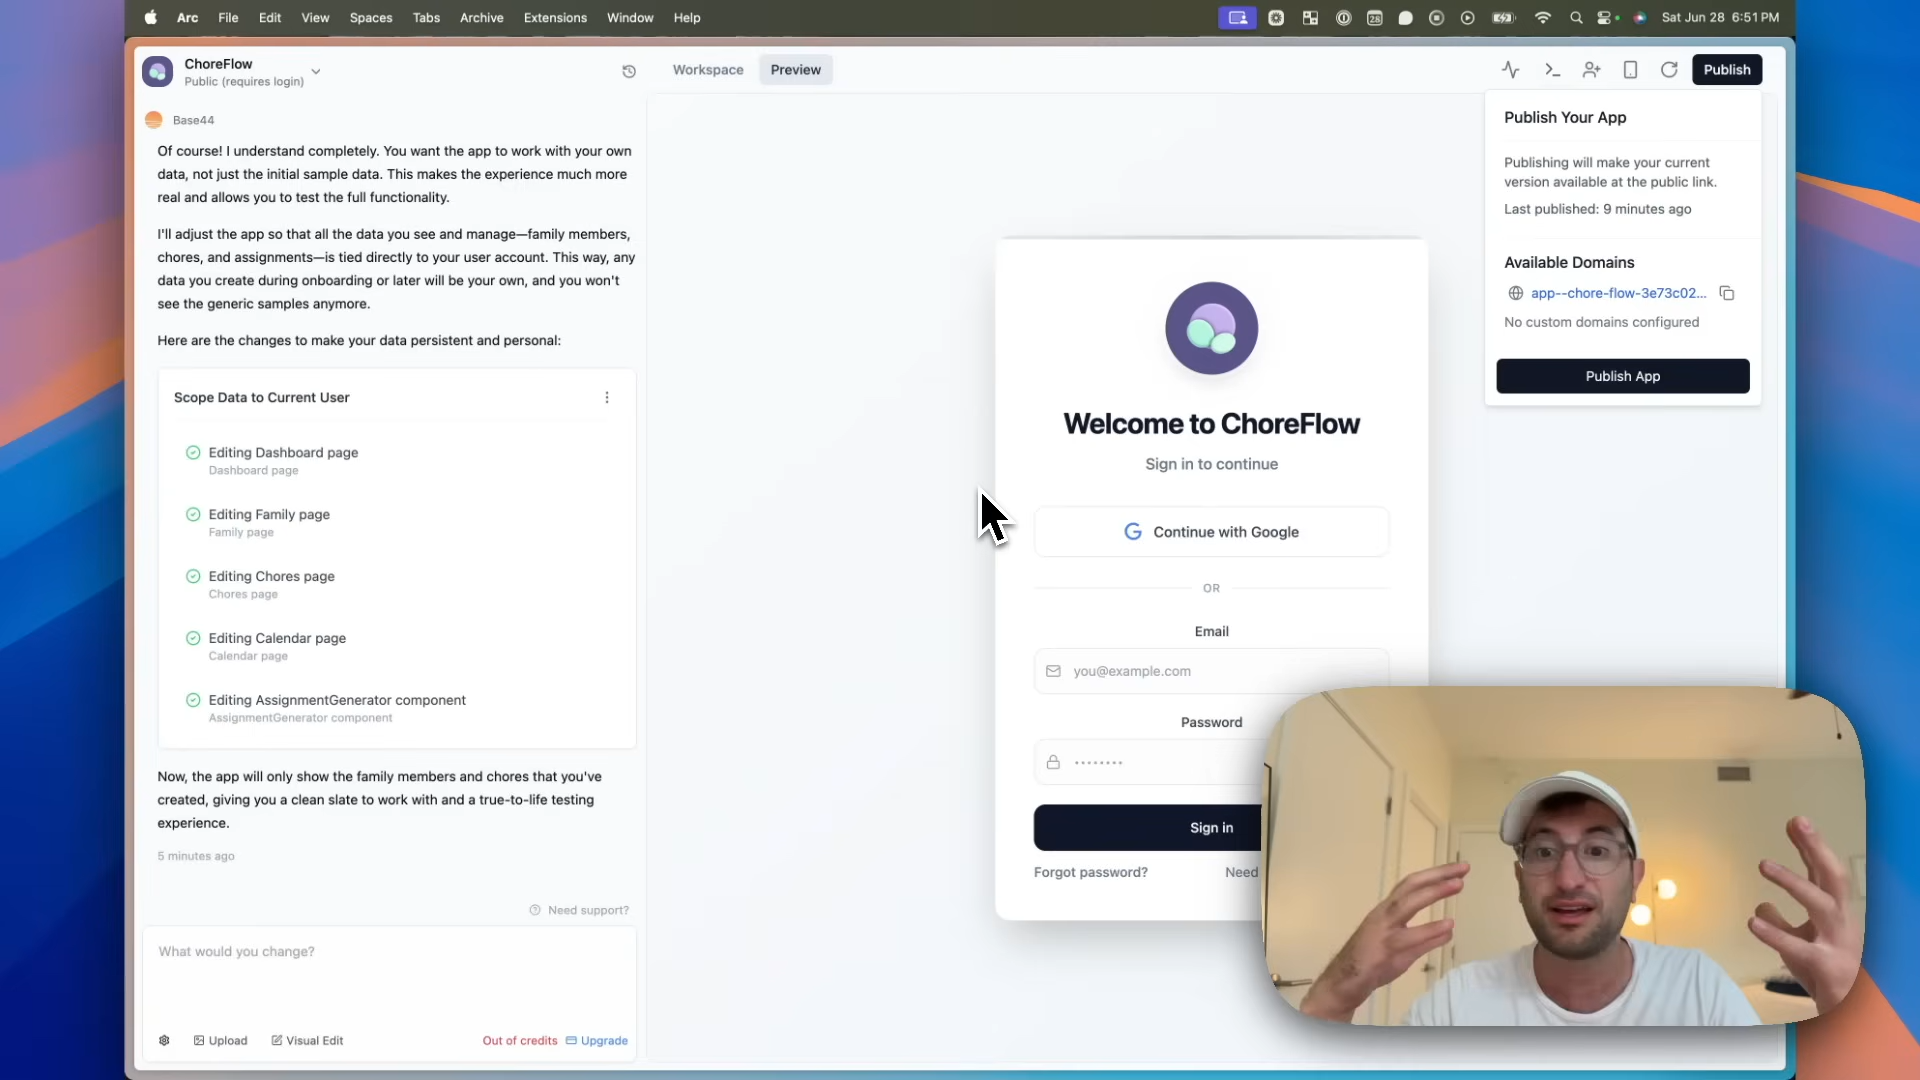 Arc File Edit View Spaces Tabs Archive Extensions Window Help
28
Sat Jun 28 6:51 PM
ChoreFlow
Public (requires login)
Workspace Preview
Publish
Base44
Of course! I understand completely. You want the app to work with your own
data, not just the initial sample data. This makes the experience much more
real and allows you to test the full functionality.
I'll adjust the app so that all the data you see and manage—family members,
chores, and assignments—is tied directly to your user account. This way, any
data you create during onboarding or later will be your own, and you won't
see the generic samples anymore.
Here are the changes to make your data persistent and personal:
Scope Data to Current User
Editing Dashboard page
Dashboard page
Editing Family page
Family page
Editing Chores page
Chores page
Editing Calendar page
Calendar page
Editing AssignmentGenerator component
AssignmentGenerator component
Now, the app will only show the family members and chores that you've
created, giving you a clean slate to work with and a true-to-life testing
experience.
5 minutes ago
Need support?
What would you change?
Upload
Visual Edit
Out of credits
Upgrade
Welcome to ChoreFlow
Sign in to continue
Continue with Google
OR
Email
you@example.com
Password
Sign in
Forgot password?
Need
Publish Your App
Publishing will make your current
version available at the public link.
Last published: 9 minutes ago
Available Domains
app--chore-flow-3e73c02...
No custom domains configured
Publish App